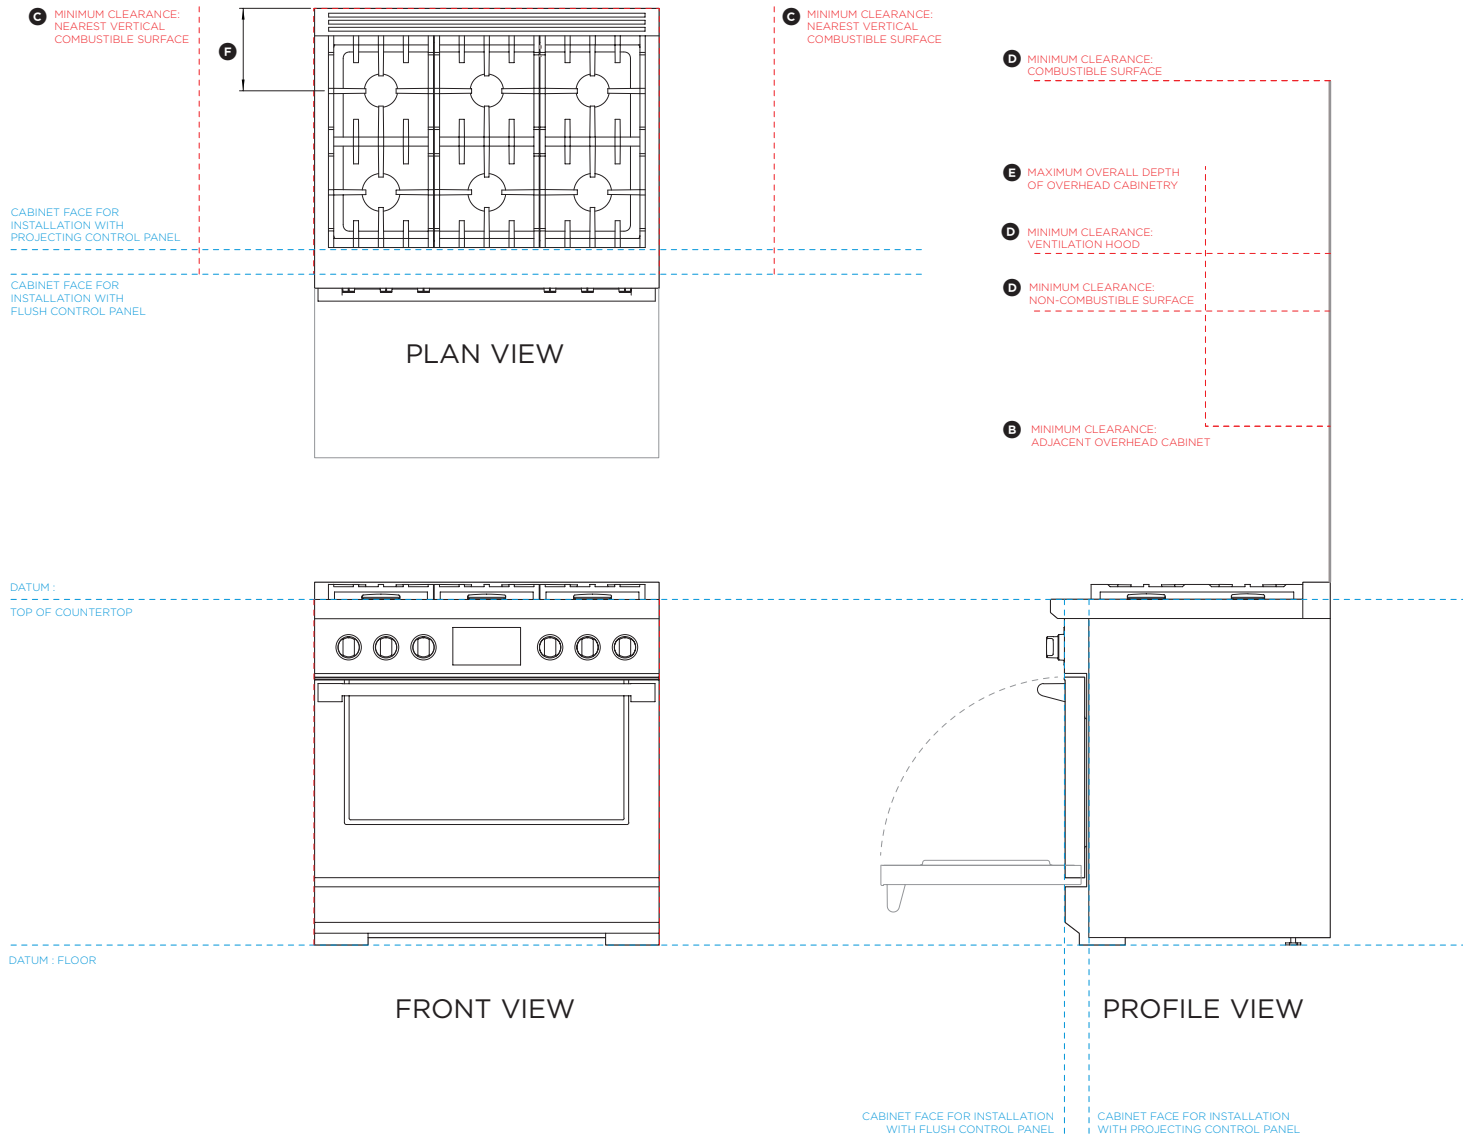 C MINIMUM CLEARANCE:
NEAREST VERTICAL
COMBUSTIBLE SURFACE
F
C MINIMUM CLEARANCE:
NEAREST VERTICAL
COMBUSTIBLE SURFACE
D MINIMUM CLEARANCE:
COMBUSTIBLE SURFACE
E MAXIMUM OVERALL DEPTH
OF OVERHEAD CABINETRY
CABINET FACE FOR
INSTALLATION WITH
PROJECTING CONTROL PANEL
D MINIMUM CLEARANCE:
VENTILATION HOOD
CABINET FACE FOR
INSTALLATION WITH
FLUSH CONTROL PANEL
D MINIMUM CLEARANCE:
NON-COMBUSTIBLE SURFACE
PLAN VIEW
B MINIMUM CLEARANCE:
ADJACENT OVERHEAD CABINET
DATUM :
TOP OF COUNTERTOP
DATUM : FLOOR
FRONT VIEW
PROFILE VIEW
CABINET FACE FOR INSTALLATION
WITH FLUSH CONTROL PANEL
CABINET FACE FOR INSTALLATION
WITH PROJECTING CONTROL PANEL